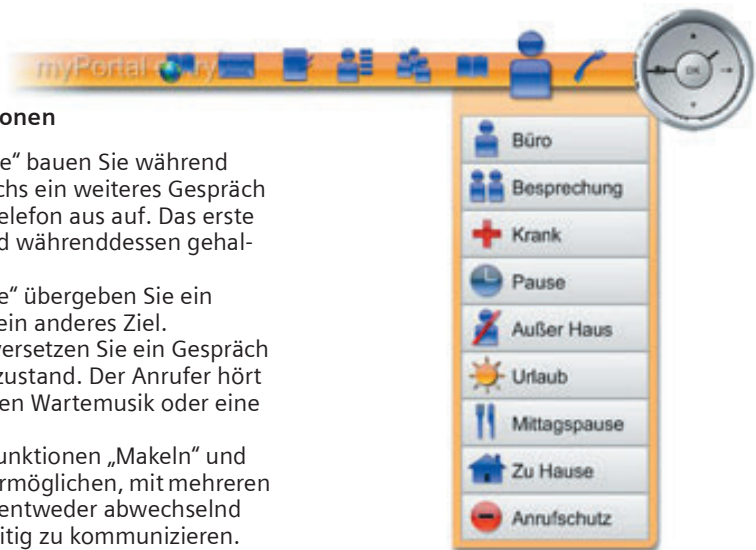 myPortal entry
OK
onen
e“ bauen Sie während
chs ein weiteres Gespräch
elefon aus auf. Das erste
d währenddessen gehal-
e“ übergeben Sie ein
ein anderes Ziel.
versetzen Sie ein Gespräch
zustand. Der Anrufer hört
en Wartemusik oder eine
unktionen „Makeln“ und
rmöglichen, mit mehreren
entweder abwechselnd
itig zu kommunizieren.
Büro
Besprechung
Krank
Pause
Außer Haus
Urlaub
Mittagspause
Zu Hause
Anrufschutz